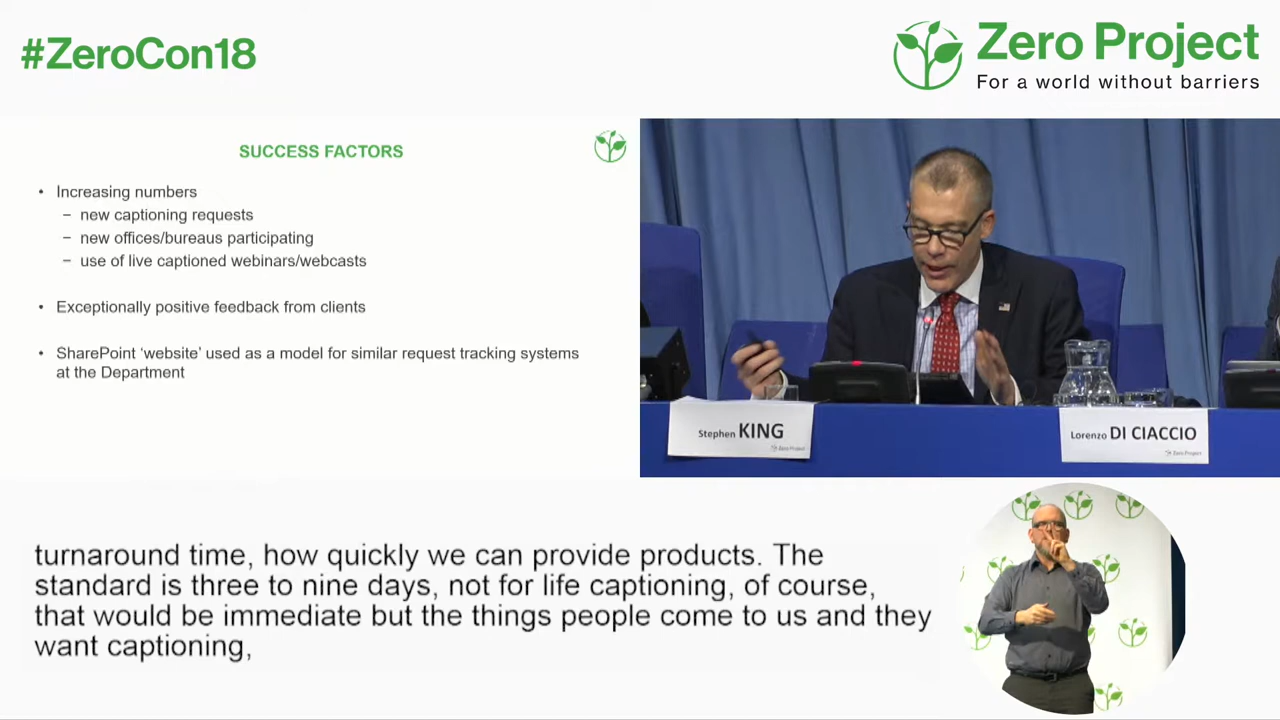 #ZeroCon18
Zero Project
For a world without barriers
SUCCESS FACTORS
• Increasing numbers
– new captioning requests
– new offices/bureaus participating
– use of live captioned webinars/webcasts
• Exceptionally positive feedback from clients
• SharePoint ‘website’ used as a model for similar request tracking systems
at the Department
Stephen KING
Zero Project
Lorenzo DI CIACCIO
Zero Project
turnaround time, how quickly we can provide products. The
standard is three to nine days, not for life captioning, of course,
that would be immediate but the things people come to us and they
want captioning,